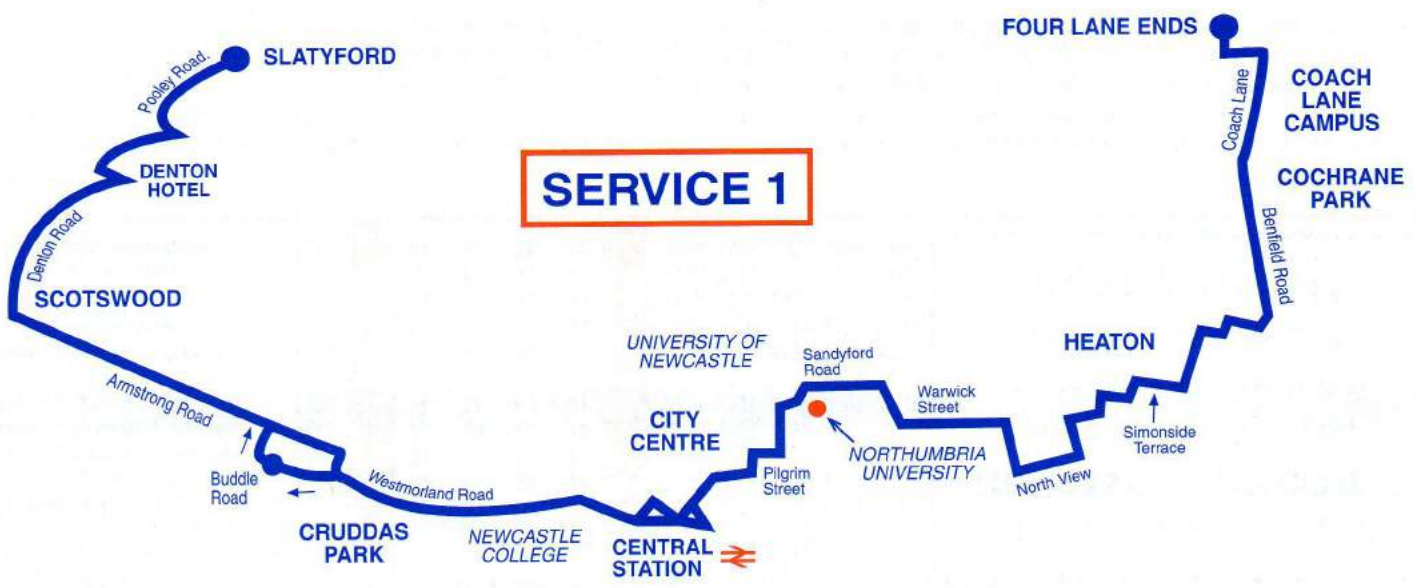 FOUR LANE ENDS
SLATYFORD
Pooley Road.
Coach Lane
COACH
LANE
CAMPUS
DENTON
HOTEL
SERVICE 1
COCHRANE
PARK
Denton Road
Benfield Road
SCOTSWOOD
UNIVERSITY OF
NEWCASTLE
Sandyford
Road
HEATON
Armstrong Road
Warwick
Street
CITY
CENTRE
Simonside
Terrace
NORTHUMBRIA
UNIVERSITY
Buddle
Road
Westmorland Road
Pilgrim
Street
North View
CRUDDAS
PARK
NEWCASTLE
COLLEGE
CENTRAL
STATION